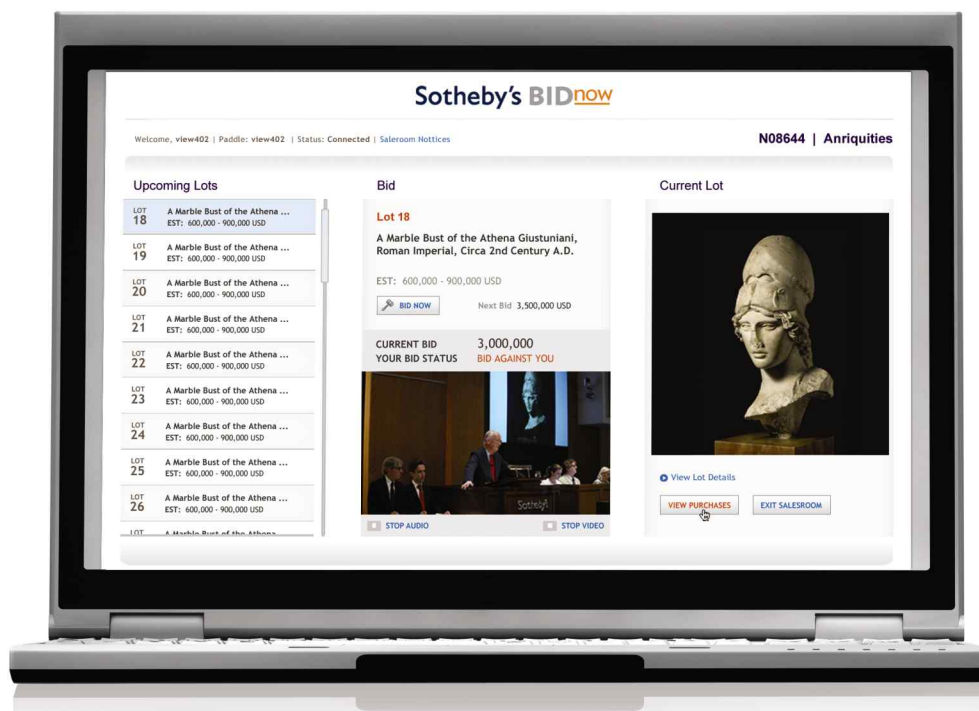 Sotheby's BIDnow
Welcome, view402 | Paddle: view402 | Status: Connected | Saleroom Nottices
N08644 | Anriquities
Upcoming Lots
LOT 18 A Marble Bust of the Athena ...
EST: 600,000 - 900,000 USD
LOT 19 A Marble Bust of the Athena ...
EST: 600,000 - 900,000 USD
LOT 20 A Marble Bust of the Athena ...
EST: 600,000 - 900,000 USD
LOT 21 A Marble Bust of the Athena ...
EST: 600,000 - 900,000 USD
LOT 22 A Marble Bust of the Athena ...
EST: 600,000 - 900,000 USD
LOT 23 A Marble Bust of the Athena ...
EST: 600,000 - 900,000 USD
LOT 24 A Marble Bust of the Athena ...
EST: 600,000 - 900,000 USD
LOT 25 A Marble Bust of the Athena ...
EST: 600,000 - 900,000 USD
LOT 26 A Marble Bust of the Athena ...
EST: 600,000 - 900,000 USD
LOT A Marble Bust of the Athena
Bid
Lot 18
A Marble Bust of the Athena Giustuniani,
Roman Imperial, Circa 2nd Century A.D.
EST: 600,000 - 900,000 USD
BID NOW
Next Bid 3,500,000 USD
CURRENT BID 3,000,000
YOUR BID STATUS BID AGAINST YOU
Sotheby's
STOP AUDIO
STOP VIDEO
Current Lot
View Lot Details
VIEW PURCHASES
EXIT SALESROOM